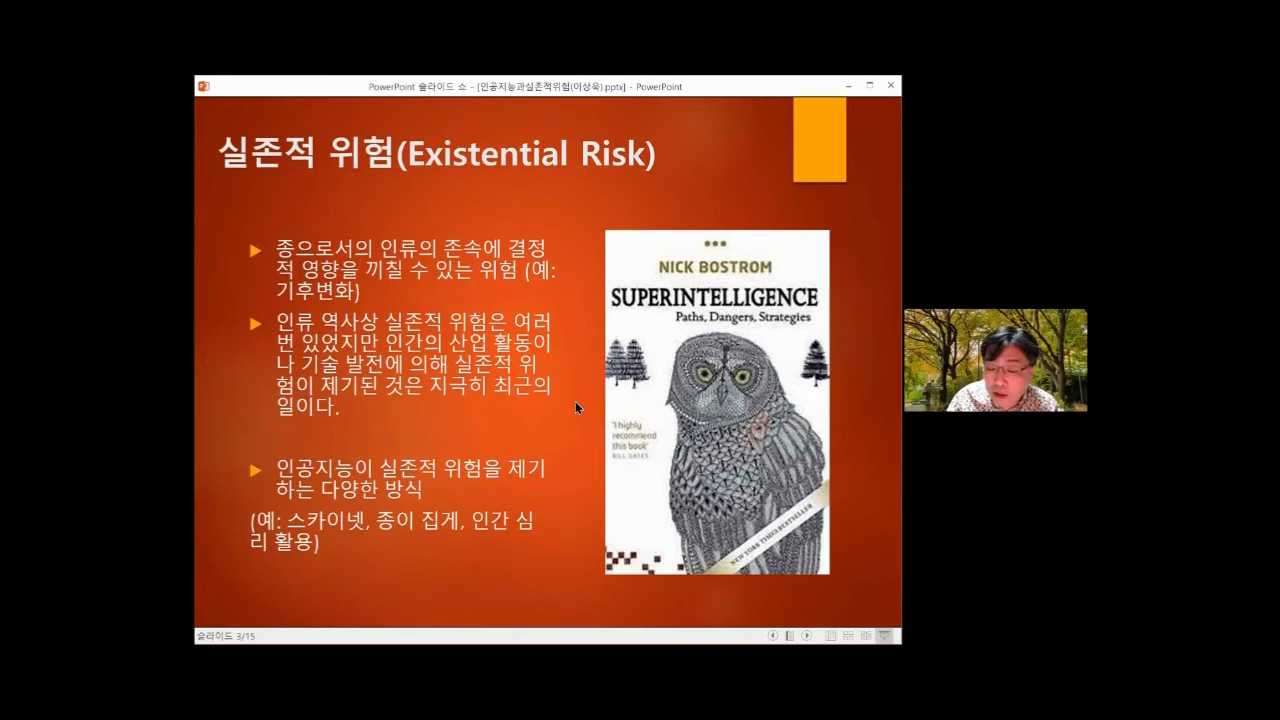 PowerPoint 슬라이드 쇼 - [인공지능과실존적위험(이상욱).pptx] - PowerPoint
실존적 위험(Existential Risk)
종으로서의 인류의 존속에 결정
적 영향을 끼칠 수 있는 위험 (예:
기후변화)
인류 역사상 실존적 위험은 여러
번 있었지만 인간의 산업 활동이
나 기술 발전에 의해 실존적 위
험이 제기된 것은 지극히 최근의
일이다.
인공지능이 실존적 위험을 제기
하는 다양한 방식
(예: 스카이넷, 종이 집게, 인간 심
리 활용)
NICK BOSTROM
SUPERINTELLIGENCE
Paths, Dangers, Strategies
'I highly
recommend
this book'
BILL GATES
NEW YORK TIMES BESTSELLER
슬라이드 3/15